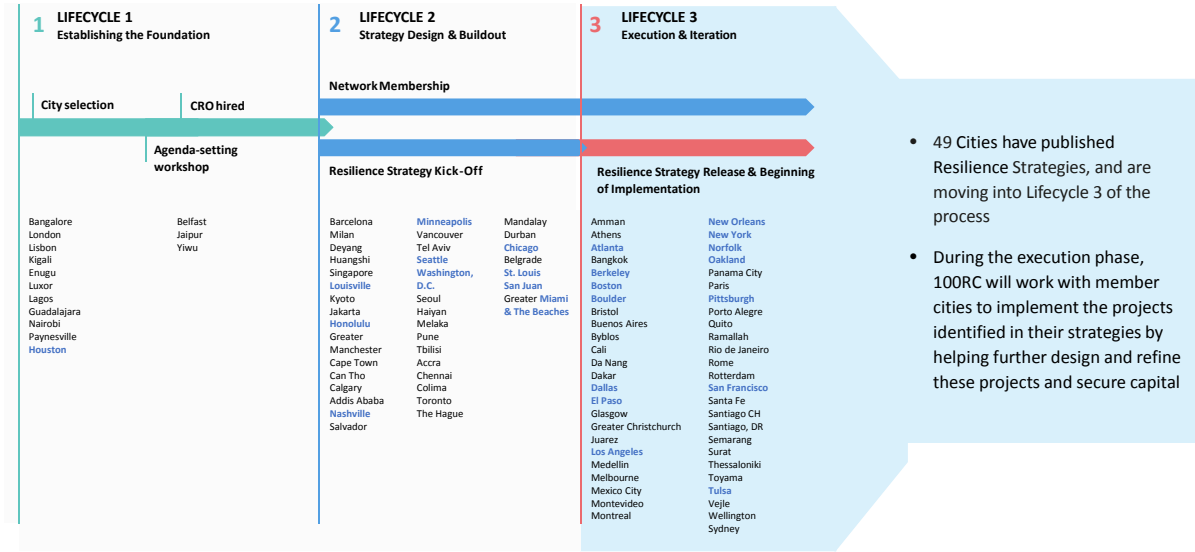 1
LIFECYCLE 1
Establishing the Foundation
2
LIFECYCLE 2
Strategy Design & Buildout
3
LIFECYCLE 3
Execution & Iteration
City selection
CRO hired
Agenda-setting
workshop
Network Membership
Resilience Strategy Kick-Off
Resilience Strategy Release & Beginning
of Implementation
Bangalore
London
Lisbon
Kigali
Enugu
Luxor
Lagos
Guadalajara
Nairobi
Paynesville
Houston
Belfast
Jaipur
Yiwu
Barcelona
Milan
Deyang
Huangshi
Singapore
Louisville
Kyoto
Jakarta
Honolulu
Greater
Manchester
Cape Town
Can Tho
Calgary
Addis Ababa
Nashville
Salvador
Minneapolis
Vancouver
Tel Aviv
Seattle
Washington,
D.C.
Seoul
Haiyan
Melaka
Pune
Tbilisi
Accra
Chennai
Colima
Toronto
The Hague
Mandalay
Durban
Chicago
Belgrade
St. Louis
San Juan
Greater Miami
& The Beaches
Amman
Athens
Atlanta
Bangkok
Berkeley
Boston
Boulder
Bristol
Buenos Aires
Byblos
Cali
Da Nang
Dakar
Dallas
El Paso
Glasgow
Greater Christchurch
Juarez
Los Angeles
Medellin
Melbourne
Mexico City
Montevideo
Montreal
New Orleans
New York
Norfolk
Oakland
Panama City
Paris
Pittsburgh
Porto Alegre
Quito
Ramallah
Rio de Janeiro
Rome
Rotterdam
San Francisco
Santa Fe
Santiago CH
Santiago, DR
Semarang
Surat
Thessaloniki
Toyama
Tulsa
Vejle
Wellington
Sydney
• 49 Cities have published
Resilience Strategies, and are
moving into Lifecycle 3 of the
process
• During the execution phase,
100RC will work with member
cities to implement the projects
identified in their strategies by
helping further design and refine
these projects and secure capital